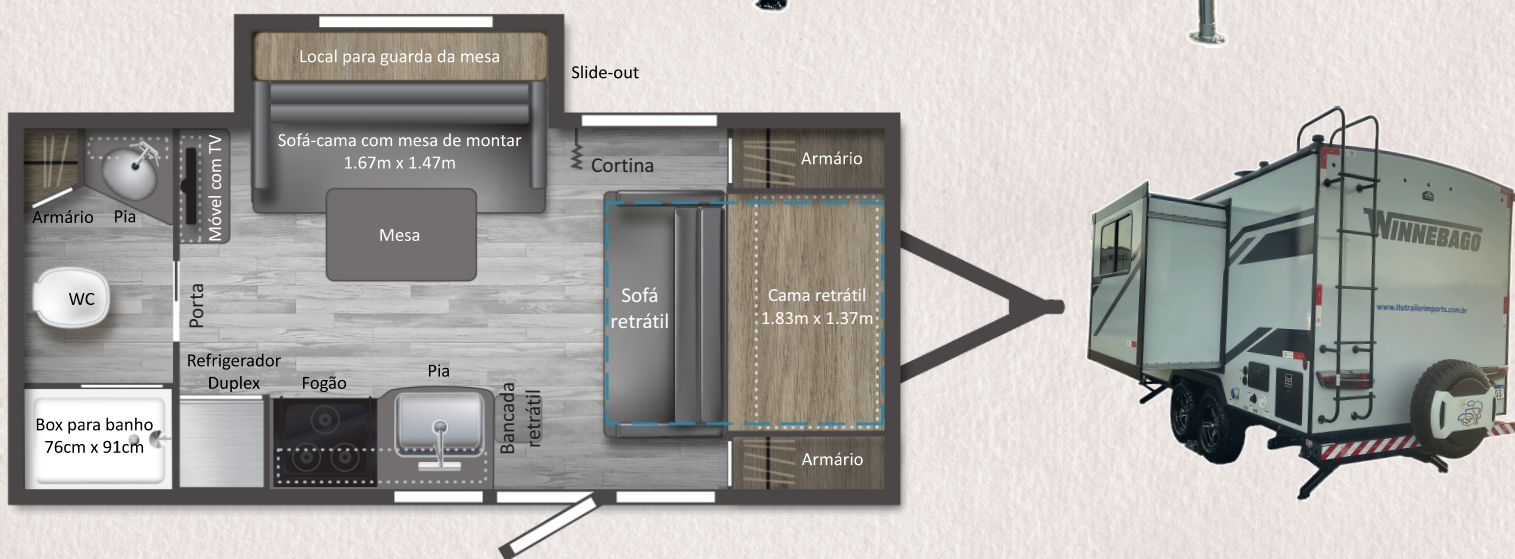 Local para guarda da mesa
Slide-out
Sofá-cama com mesa de montar
1.67m x 1.47m
Móvel com TV
Cortina
Armário
Armário
Pia
Mesa
WC
Porta
Sofá
retrátil
Cama retrátil
1.83m x 1.37m
Refrigerador
Duplex
Fogão
Pia
Bancada
retrátil
Box para banho
76cm x 91cm
Armário
WINNEBAGO
www.itutrailerimports.com.br